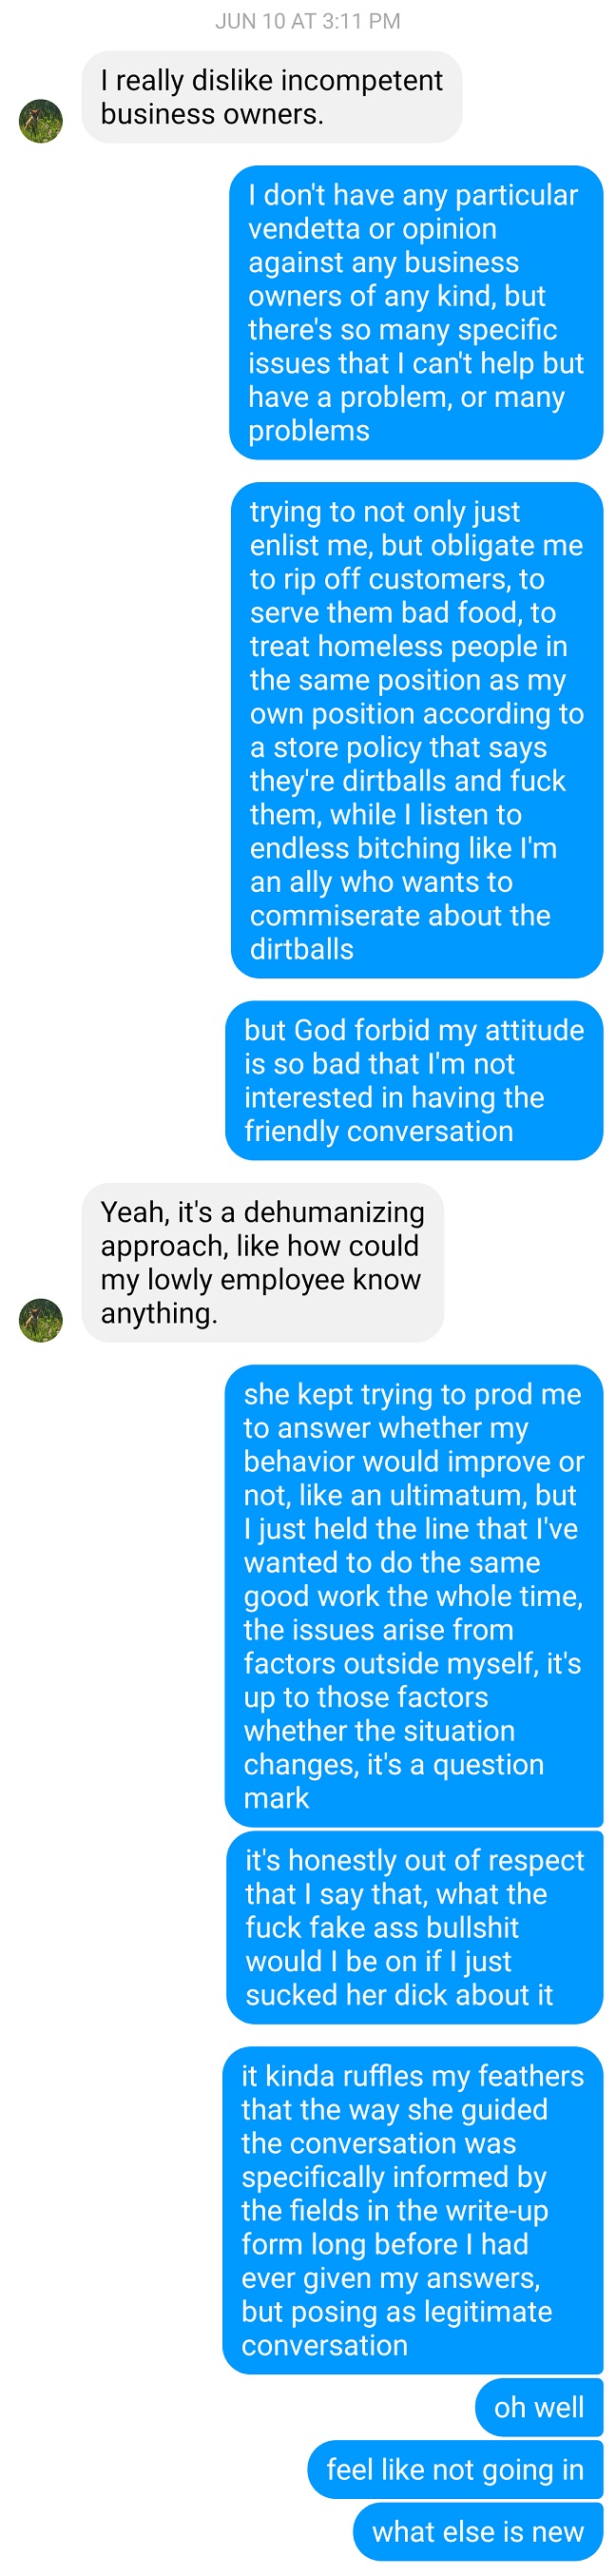 JUN 10 AT 3:11 PM
I really dislike incompetent
business owners.
I don't have any particular
vendetta or opinion
against any business
owners of any kind, but
there's so many specific
issues that I can't help but
have a problem, or many
problems
trying to not only just
enlist me, but obligate me
to rip off customers, to
serve them bad food, to
treat homeless people in
the same position as my
own position according to
a store policy that says
they're dirtballs and fuck
them, while I listen to
endless bitching like I'm
an ally who wants to
commiserate about the
dirtballs
but God forbid my attitude
is so bad that I'm not
interested in having the
friendly conversation
Yeah, it's a dehumanizing
approach, like how could
my lowly employee know
anything.
she kept trying to prod me
to answer whether my
behavior would improve or
not, like an ultimatum, but
I just held the line that I've
wanted to do the same
good work the whole time,
the issues arise from
factors outside myself, it's
up to those factors
whether the situation
changes, it's a question
mark
it's honestly out of respect
that I say that, what the
fuck fake ass bullshit
would I be on if I just
sucked her dick about it
it kinda ruffles my feathers
that the way she guided
the conversation was
specifically informed by
the fields in the write-up
form long before I had
ever given my answers,
but posing as legitimate
conversation
oh well
feel like not going in
what else is new